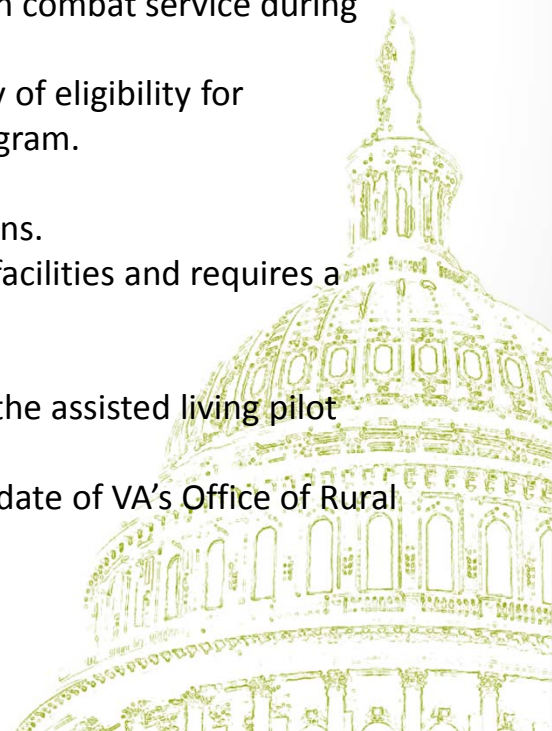 n combat service during
y of eligibility for
gram.
ns.
facilities and requires a
the assisted living pilot
date of VA's Office of Rural